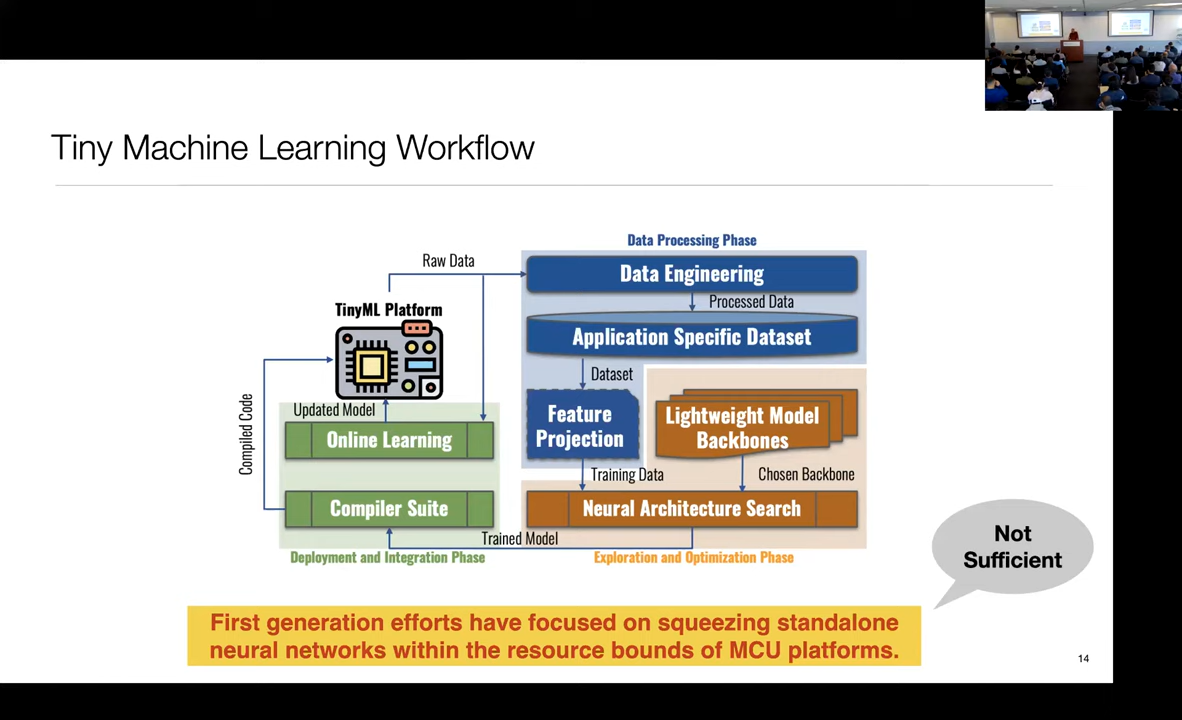 Tiny Machine Learning Workflow
Data Processing Phase
Raw Data
Data Engineering
Processed Data
TinyML Platform
Application Specific Dataset
Dataset
Updated Model
Feature
Projection
Lightweight Model
Backbones
Compiled Code
Online Learning
Training Data
Chosen Backbone
Compiler Suite
Neural Architecture Search
Trained Model
Deployment and Integration Phase
Exploration and Optimization Phase
Not
Sufficient
First generation efforts have focused on squeezing standalone
neural networks within the resource bounds of MCU platforms.
14